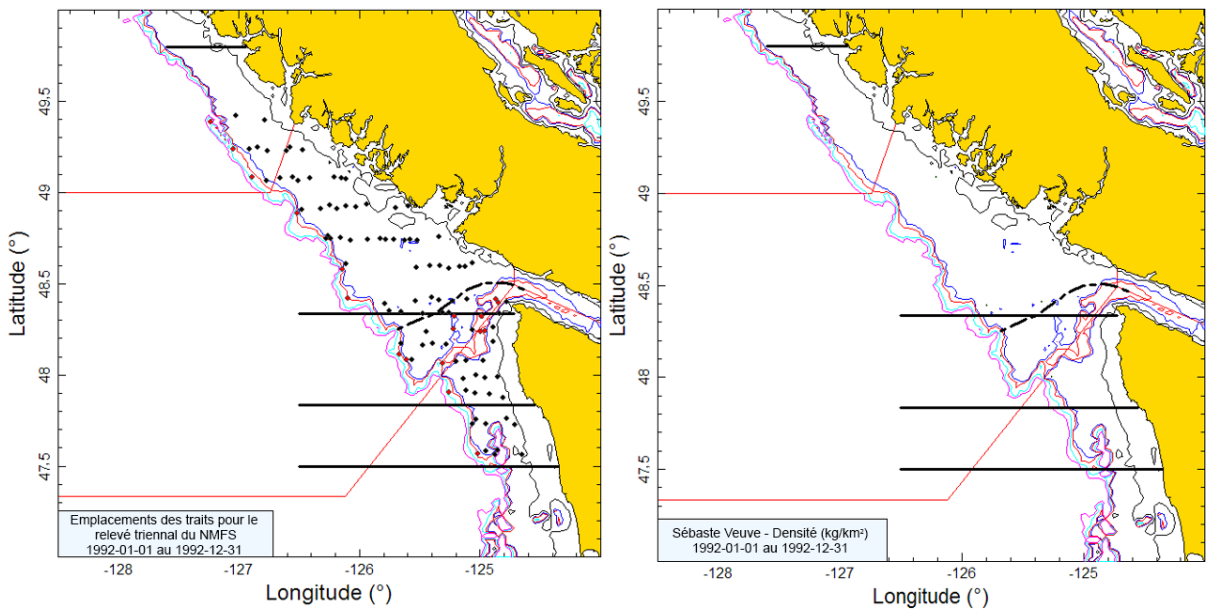 49.5
49
48.5
48
47.5
Latitude (°)
-128
-127
-126
-125
Longitude (°)
Emplacements des traits pour le
relevé triennal du NMFS
1992-01-01 au 1992-12-31
49.5
49
48.5
48
47.5
Latitude (°)
-128
-127
-126
-125
Longitude (°)
Sébaste Veuve - Densité (kg/km²)
1992-01-01 au 1992-12-31